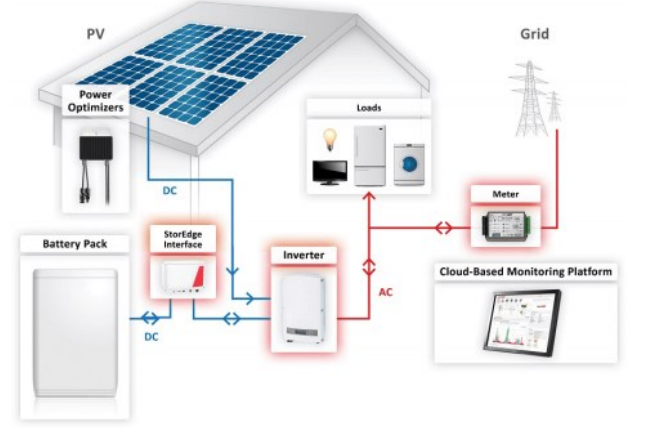 PV
Grid
Power
Optimizers
Loads
DC
Meter
Battery Pack
StorEdge
Interface
Inverter
Cloud-Based Monitoring Platform
AC
DC